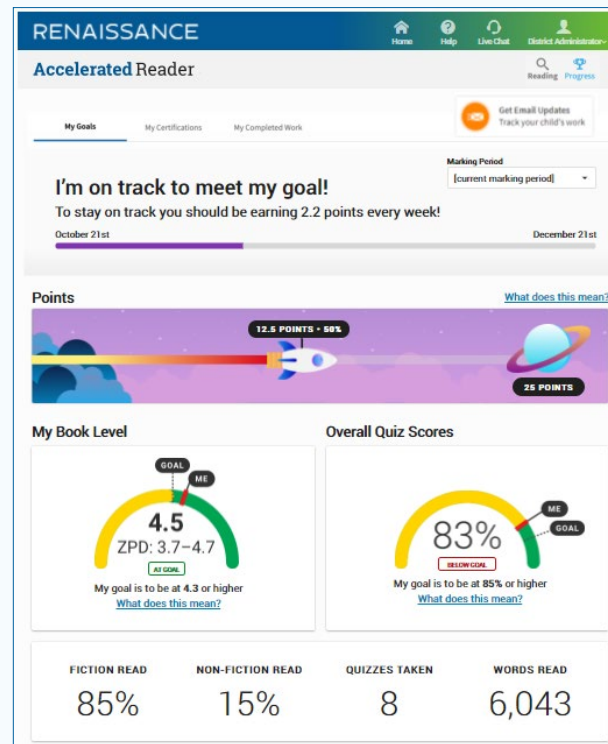 RENAISSANCE
Home
Help
Live Chat
District Administrator
Accelerated Reader
Reading
Progress
My Goals
My Certifications
My Completed Work
Get Email Updates
Track your child's work
Marking Period
[current marking period]
I'm on track to meet my goal!
To stay on track you should be earning 2.2 points every week!
October 21st
December 21st
Points
What does this mean?
12.5 POINTS • 50%
25 POINTS
My Book Level
GOAL
ME
4.5
ZPD: 3.7–4.7
AT GOAL
My goal is to be at 4.3 or higher
What does this mean?
Overall Quiz Scores
ME
GOAL
83%
BELOW GOAL
My goal is to be at 85% or higher
What does this mean?
FICTION READ
85%
NON-FICTION READ
15%
QUIZZES TAKEN
8
WORDS READ
6,043